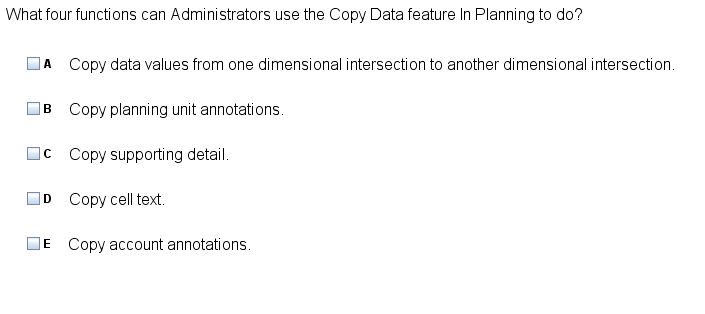 What four functions can Administrators use the Copy Data feature In Planning to do?
A Copy data values from one dimensional intersection to another dimensional intersection.
B Copy planning unit annotations.
C Copy supporting detail.
D Copy cell text.
E Copy account annotations.